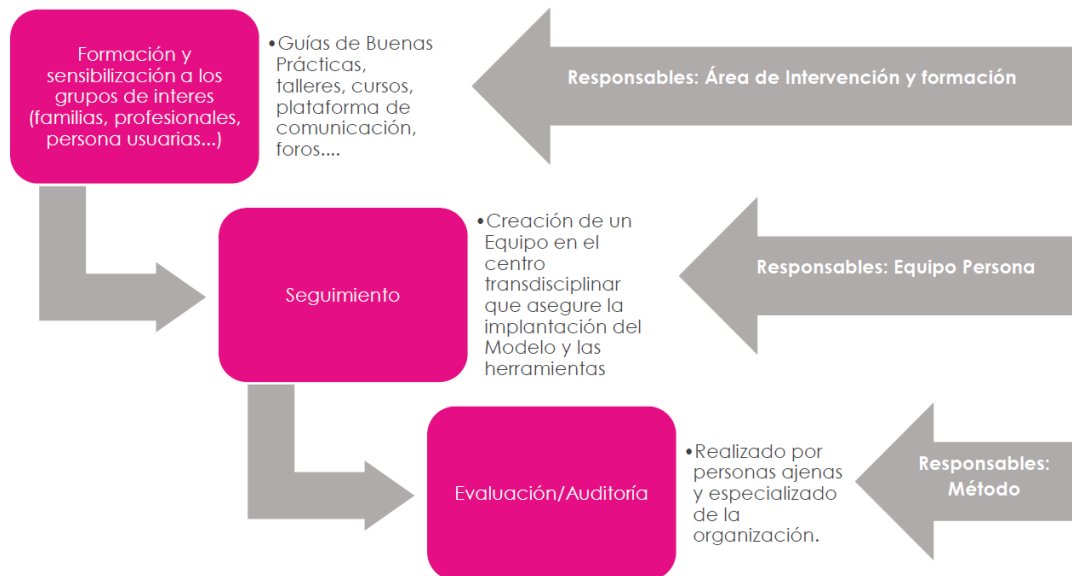 Formación y
sensibilización a los
grupos de interes
(familias, profesionales,
persona usuarias...)
•Guías de Buenas
Prácticas,
talleres, cursos,
plataforma de
comunicación,
foros....
Responsables: Área de Intervención y formación
Seguimiento
•Creación de un
Equipo en el
centro
transdisciplinar
que asegure la
implantación del
Modelo y las
herramientas
Responsables: Equipo Persona
Evaluación/Auditoría
•Realizado por
personas ajenas
y especializado
de la
organización.
Responsables:
Método